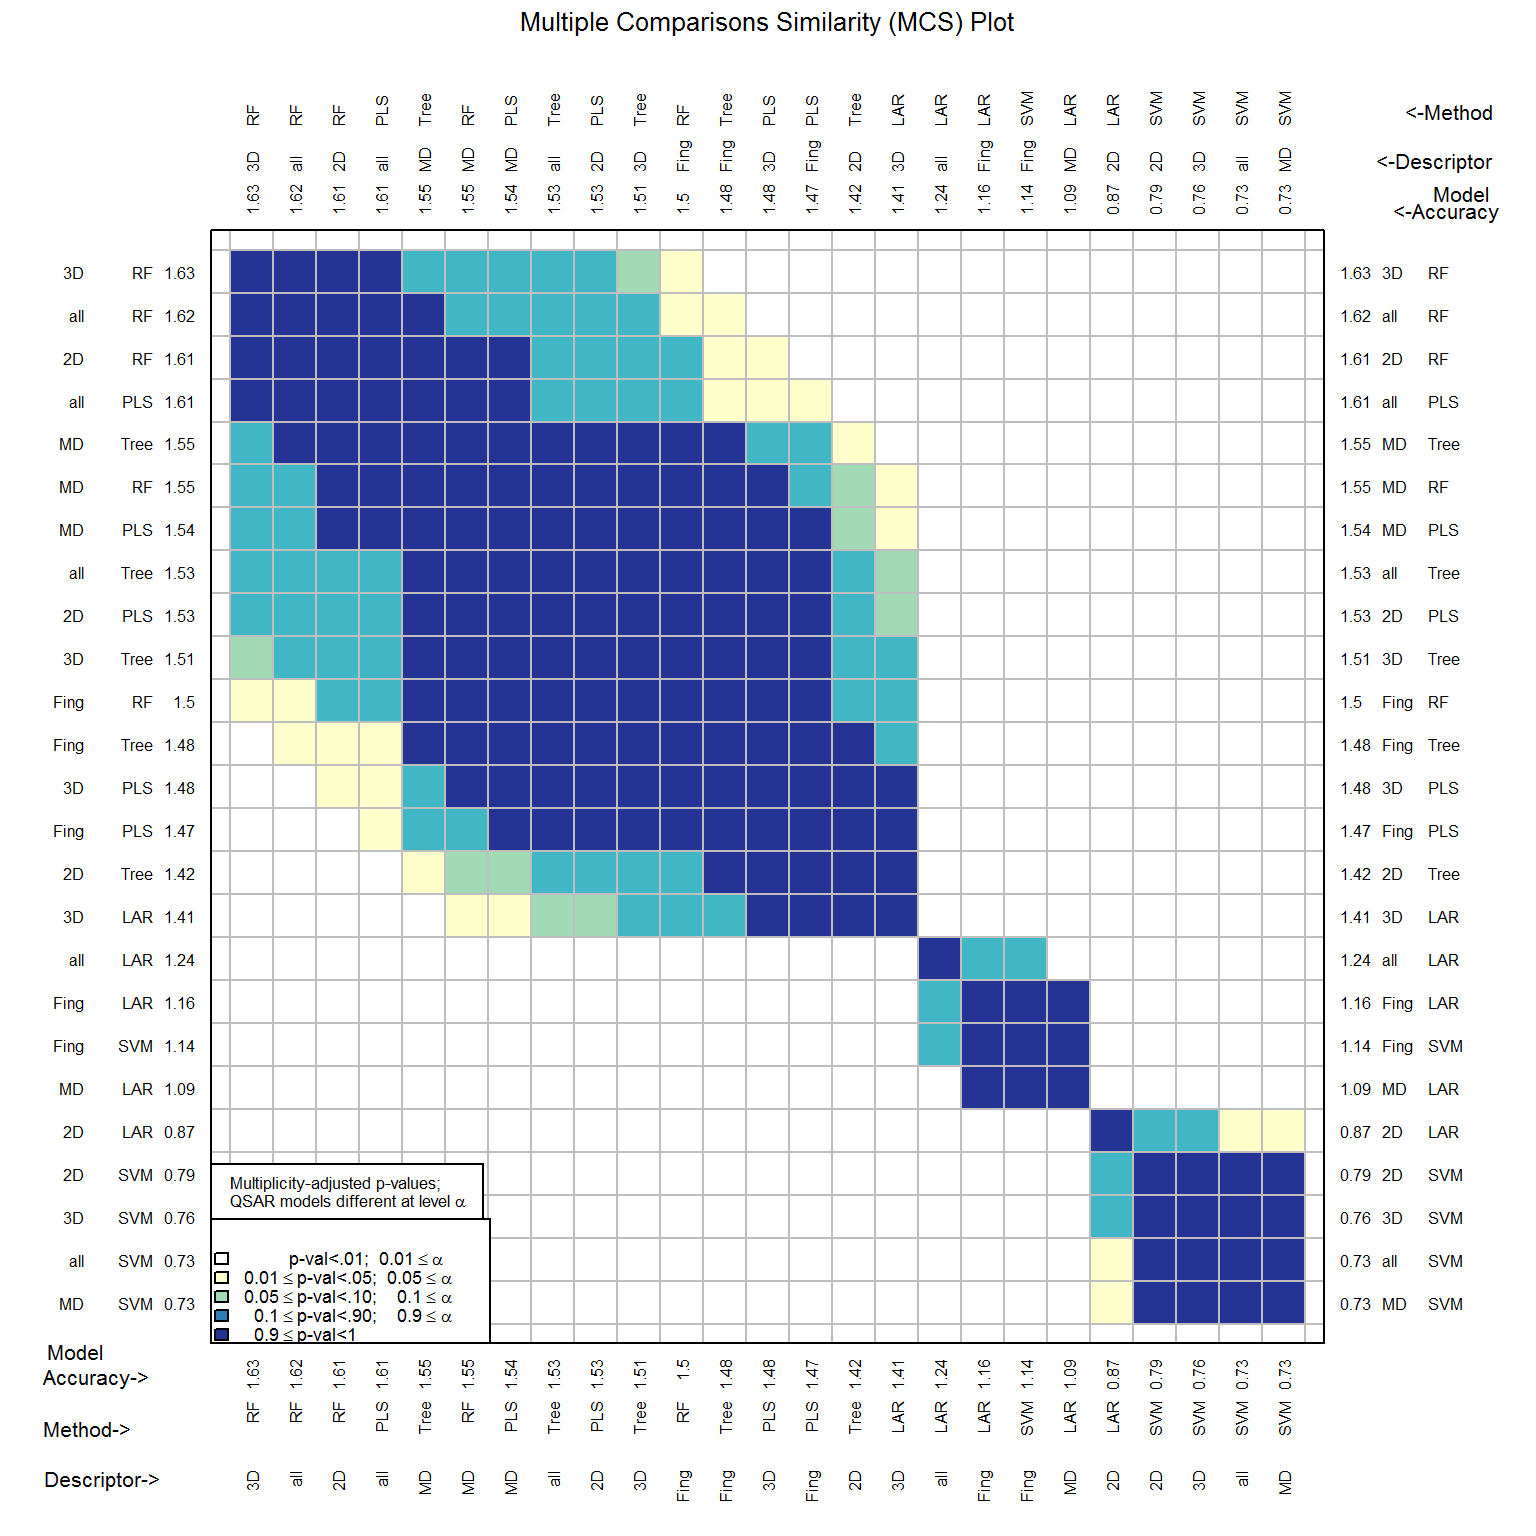 Multiple Comparisons Similarity (MCS) Plot
RF RF RF PLS Tree RF PLS Tree PLS Tree RF Tree PLS PLS Tree LAR LAR LAR SVM LAR LAR SVM SVM SVM SVM <-Method
3D all 2D all MD MD MD all 2D 3D Fing Fing 3D Fing 2D 3D all Fing Fing MD 2D 2D 3D all MD <-Descriptor
1.63 1.62 1.61 1.61 1.55 1.55 1.54 1.53 1.53 1.51 1.5 1.48 1.48 1.47 1.42 1.41 1.24 1.16 1.14 1.09 0.87 0.79 0.76 0.73 0.73 Model
<-Accuracy
3D RF 1.63 1.63 3D RF
all RF 1.62 1.62 all RF
2D RF 1.61 1.61 2D RF
all PLS 1.61 1.61 all PLS
MD Tree 1.55 1.55 MD Tree
MD RF 1.55 1.55 MD RF
MD PLS 1.54 1.54 MD PLS
all Tree 1.53 1.53 all Tree
2D PLS 1.53 1.53 2D PLS
3D Tree 1.51 1.51 3D Tree
Fing RF 1.5 1.5 Fing RF
Fing Tree 1.48 1.48 Fing Tree
3D PLS 1.48 1.48 3D PLS
Fing PLS 1.47 1.47 Fing PLS
2D Tree 1.42 1.42 2D Tree
3D LAR 1.41 1.41 3D LAR
all LAR 1.24 1.24 all LAR
Fing LAR 1.16 1.16 Fing LAR
Fing SVM 1.14 1.14 Fing SVM
MD LAR 1.09 1.09 MD LAR
2D LAR 0.87 0.87 2D LAR
2D SVM 0.79 0.79 2D SVM
3D SVM 0.76 0.76 3D SVM
all SVM 0.73 0.73 all SVM
MD SVM 0.73 0.73 MD SVM
Multiplicity-adjusted p-values;
QSAR models different at level α
p-val<.01; 0.01 ≤ α
0.01 ≤ p-val<.05; 0.05 ≤ α
0.05 ≤ p-val<.10; 0.1 ≤ α
0.1 ≤ p-val<.90; 0.9 ≤ α
0.9 ≤ p-val<1
Model
Accuracy-> 1.63 1.62 1.61 1.61 1.55 1.55 1.54 1.53 1.53 1.51 1.5 1.48 1.48 1.47 1.42 1.41 1.24 1.16 1.14 1.09 0.87 0.79 0.76 0.73 0.73
Method-> RF RF RF PLS Tree RF PLS Tree PLS Tree RF Tree PLS PLS Tree LAR LAR LAR SVM LAR LAR SVM SVM SVM SVM
Descriptor-> 3D all 2D all MD MD MD all 2D 3D Fing Fing 3D Fing 2D 3D all Fing Fing MD 2D 2D 3D all MD